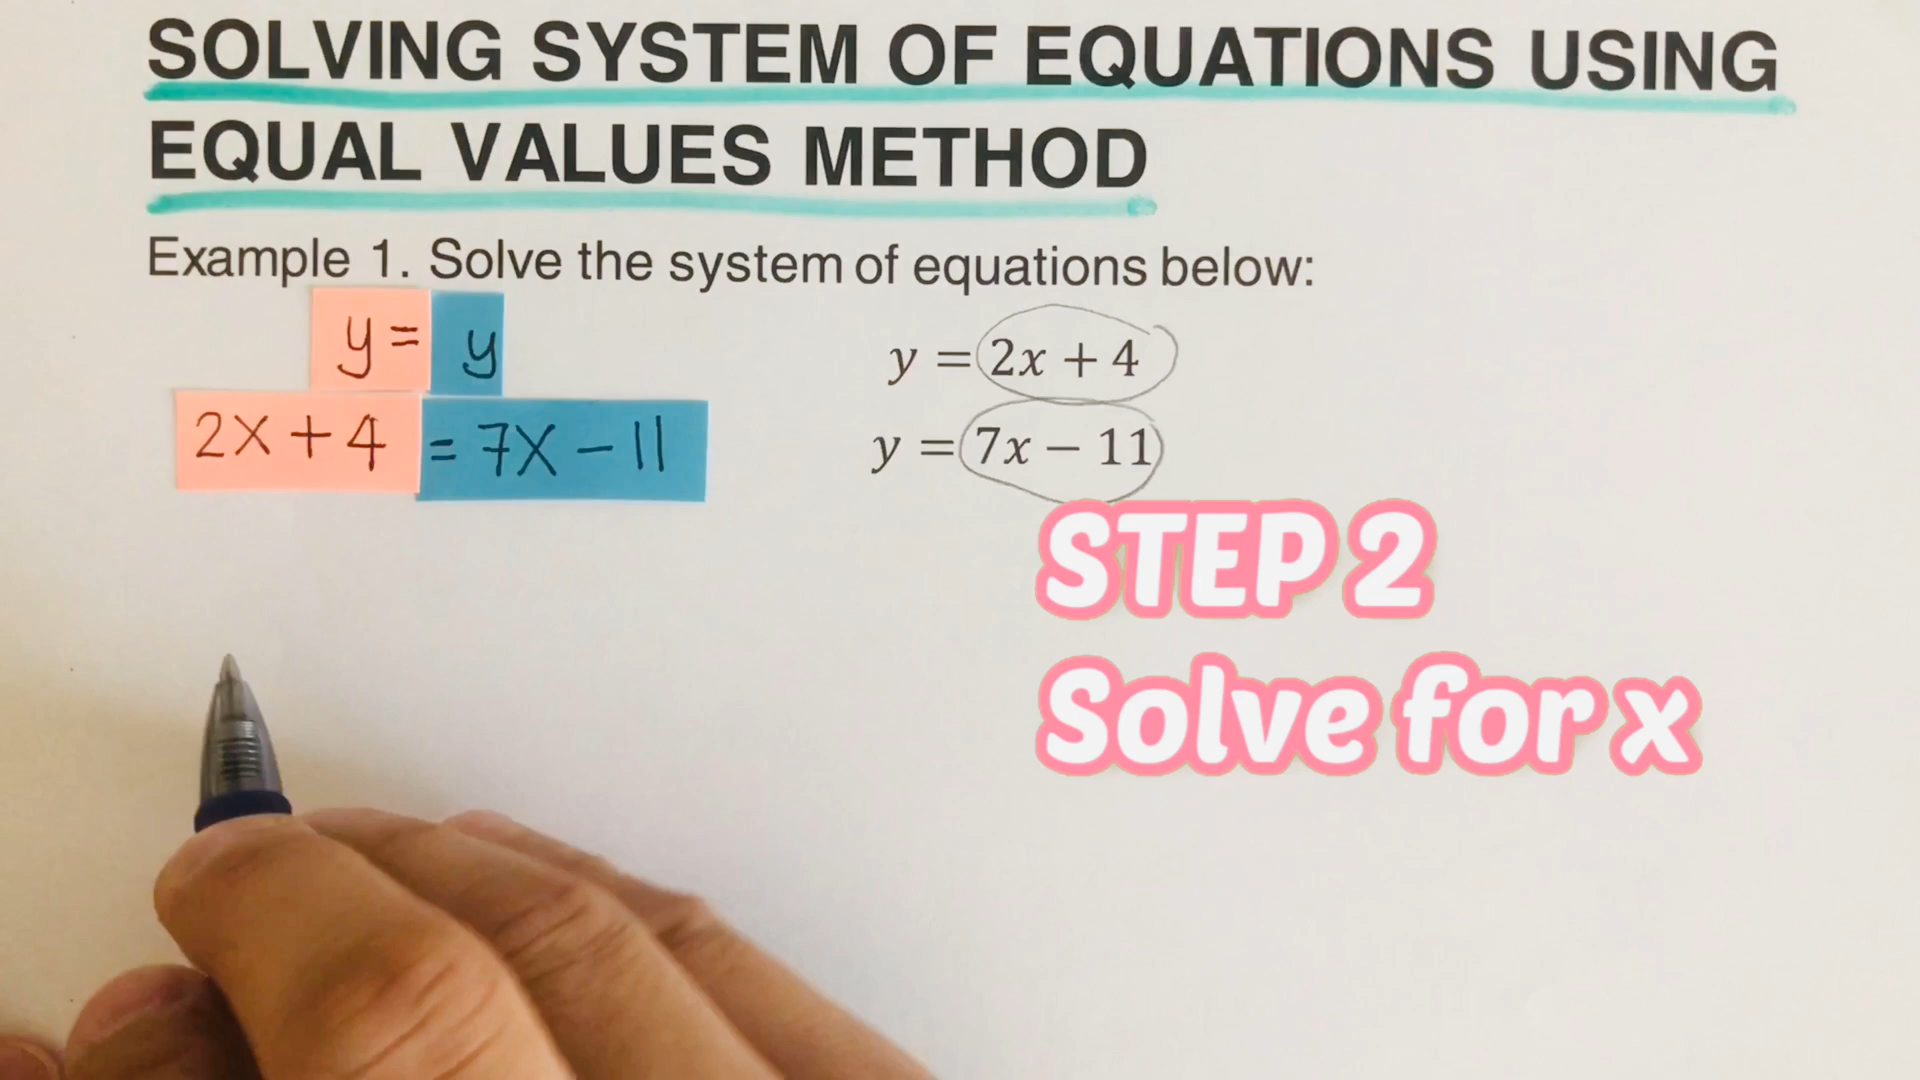 SOLVING SYSTEM OF EQUATIONS USING
EQUAL VALUES METHOD
Example 1. Solve the system of equations below:
y = y
2x + 4 = 7x - 11
y = 2x + 4
y = 7x − 11
STEP 2
Solve for x